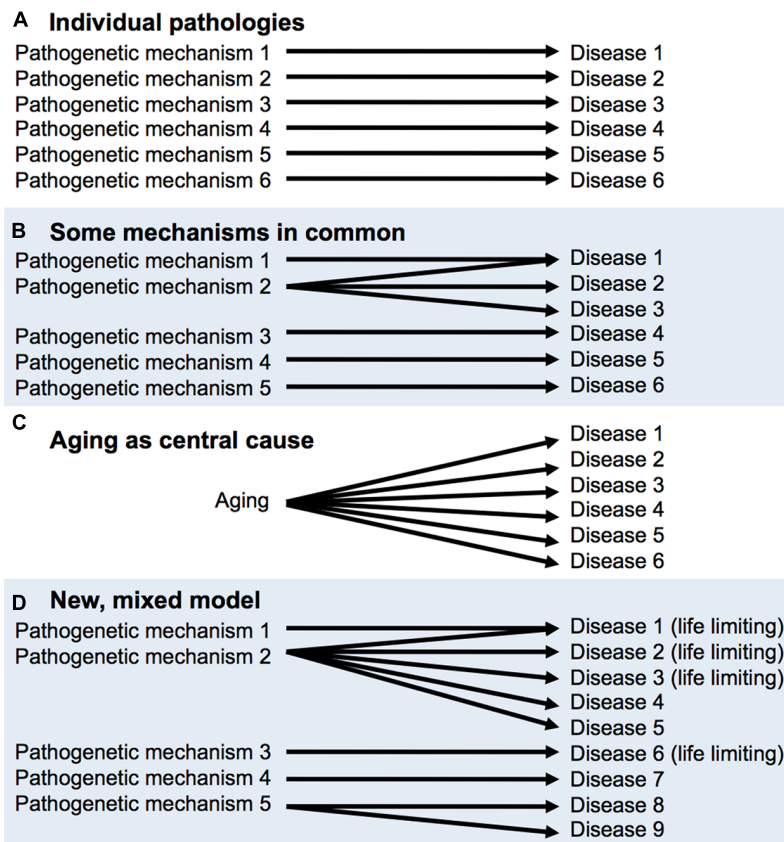 A Individual pathologies
Pathogenetic mechanism 1 Disease 1
Pathogenetic mechanism 2 Disease 2
Pathogenetic mechanism 3 Disease 3
Pathogenetic mechanism 4 Disease 4
Pathogenetic mechanism 5 Disease 5
Pathogenetic mechanism 6 Disease 6
B Some mechanisms in common
Pathogenetic mechanism 1 Disease 1
Pathogenetic mechanism 2 Disease 2
Disease 3
Pathogenetic mechanism 3 Disease 4
Pathogenetic mechanism 4 Disease 5
Pathogenetic mechanism 5 Disease 6
C Aging as central cause
Disease 1
Disease 2
Disease 3
Aging Disease 4
Disease 5
Disease 6
D New, mixed model
Pathogenetic mechanism 1 Disease 1 (life limiting)
Pathogenetic mechanism 2 Disease 2 (life limiting)
Disease 3 (life limiting)
Disease 4
Disease 5
Pathogenetic mechanism 3 Disease 6 (life limiting)
Pathogenetic mechanism 4 Disease 7
Pathogenetic mechanism 5 Disease 8
Disease 9